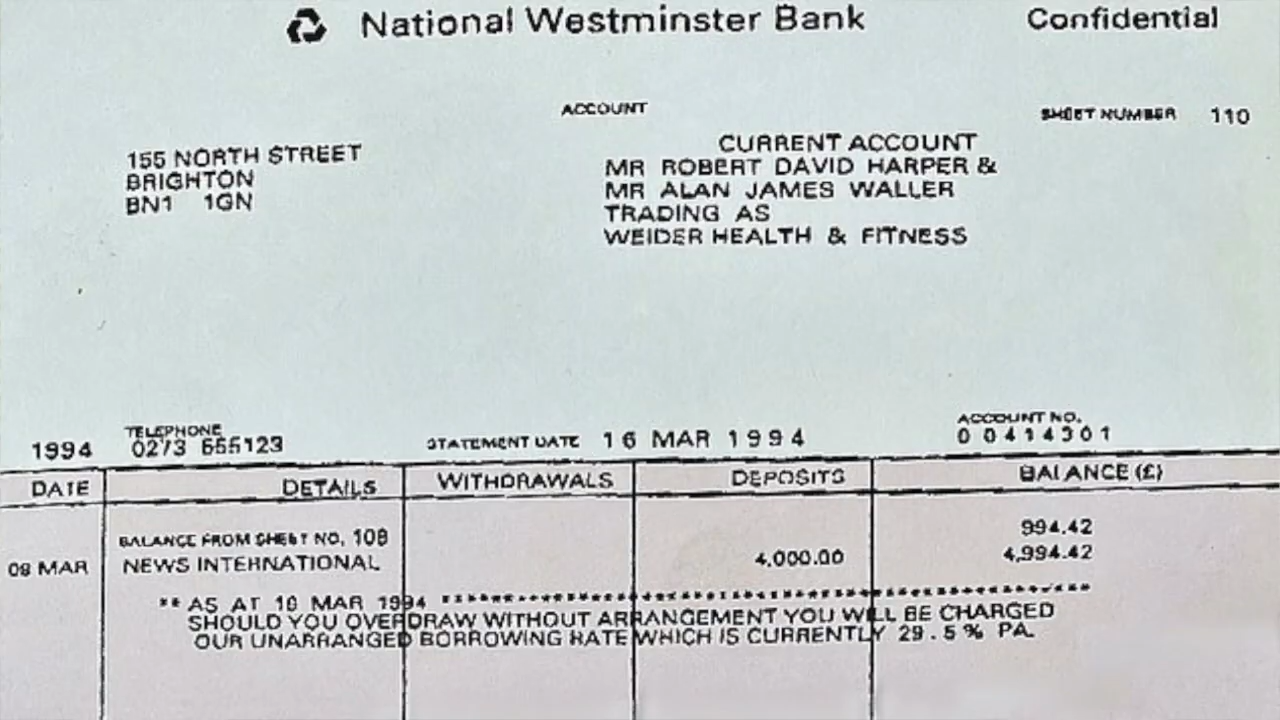 National Westminster Bank
Confidential
ACCOUNT
SHEET NUMBER 110
CURRENT ACCOUNT
155 NORTH STREET
BRIGHTON
BN1 1GN
MR ROBERT DAVID HARPER &
MR ALAN JAMES WALLER
TRADING AS
WEIDER HEALTH & FITNESS
1994
TELEPHONE
0273 655123
STATEMENT DATE 16 MAR 1994
ACCOUNT NO.
00414301
DATE DETAILS WITHDRAWALS DEPOSITS BALANCE (£)
BALANCE FROM SHEET NO. 109 994.42
09 MAR NEWS INTERNATIONAL 4,000.00 4,994.42
** AS AT 16 MAR 1994 ****************************************
SHOULD YOU OVERDRAW WITHOUT ARRANGEMENT YOU WILL BE CHARGED
OUR UNARRANGED BORROWING RATE WHICH IS CURRENTLY 29.5% PA.